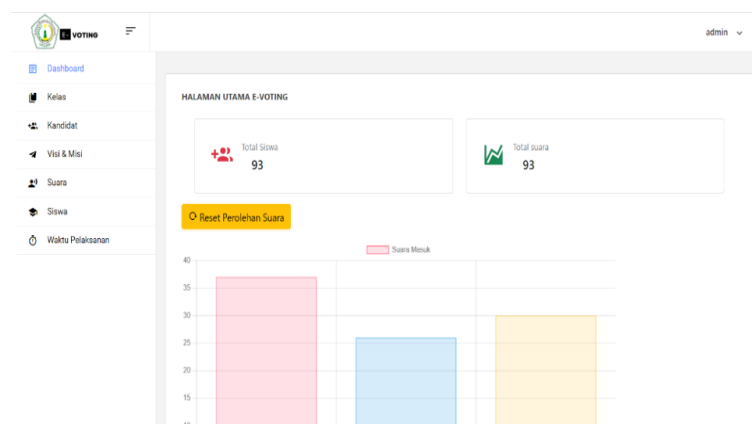 E- VOTING
admin
Dashboard
Kelas
Kandidat
Visi & Misi
Suara
Siswa
Waktu Pelaksanan
HALAMAN UTAMA E-VOTING
Total Siswa
93
Total suara
93
Reset Perolehan Suara
Suara Masuk
40
35
30
25
20
15